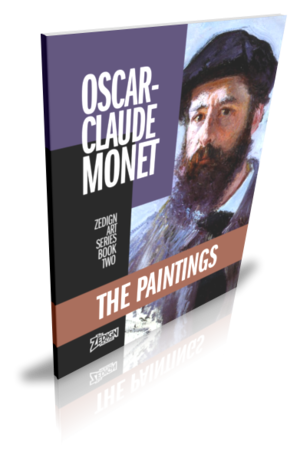 OSCAR-
CLAUDE
MONET
ZEDIGN
ART
SERIES
BOOK
TWO
THE PAINTINGS
ZEDIGN